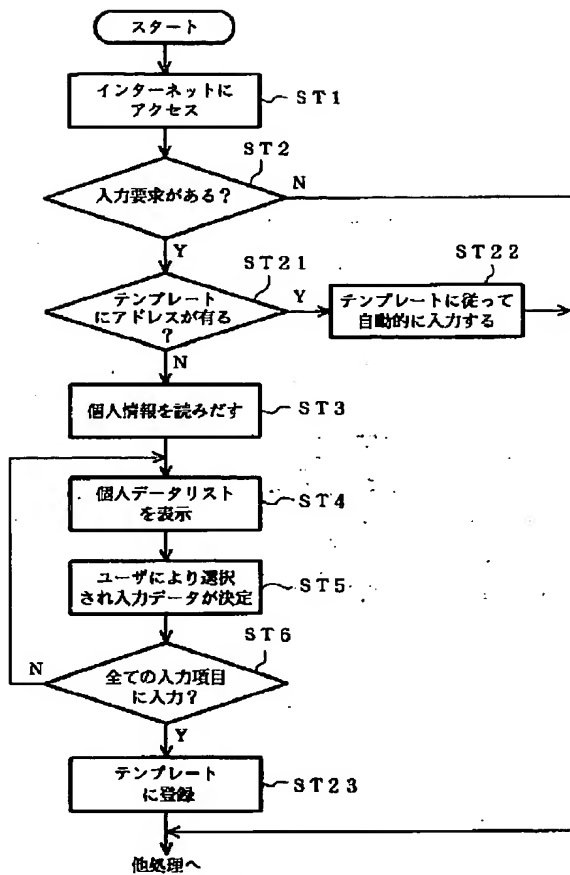 スタート
インターネットに
アクセス
ST1
ST2
入力要求がある?
N
Y
ST21
テンプレート
にアドレスが有る
?
Y
N
ST22
テンプレートに従って
自動的に入力する
個人情報を読みだす
ST3
個人データリスト
を表示
ST4
ユーザにより選択
され入力データが決定
ST5
ST6
全ての入力項目
に入力?
N
Y
テンプレート
に登録
ST23
他処理へ